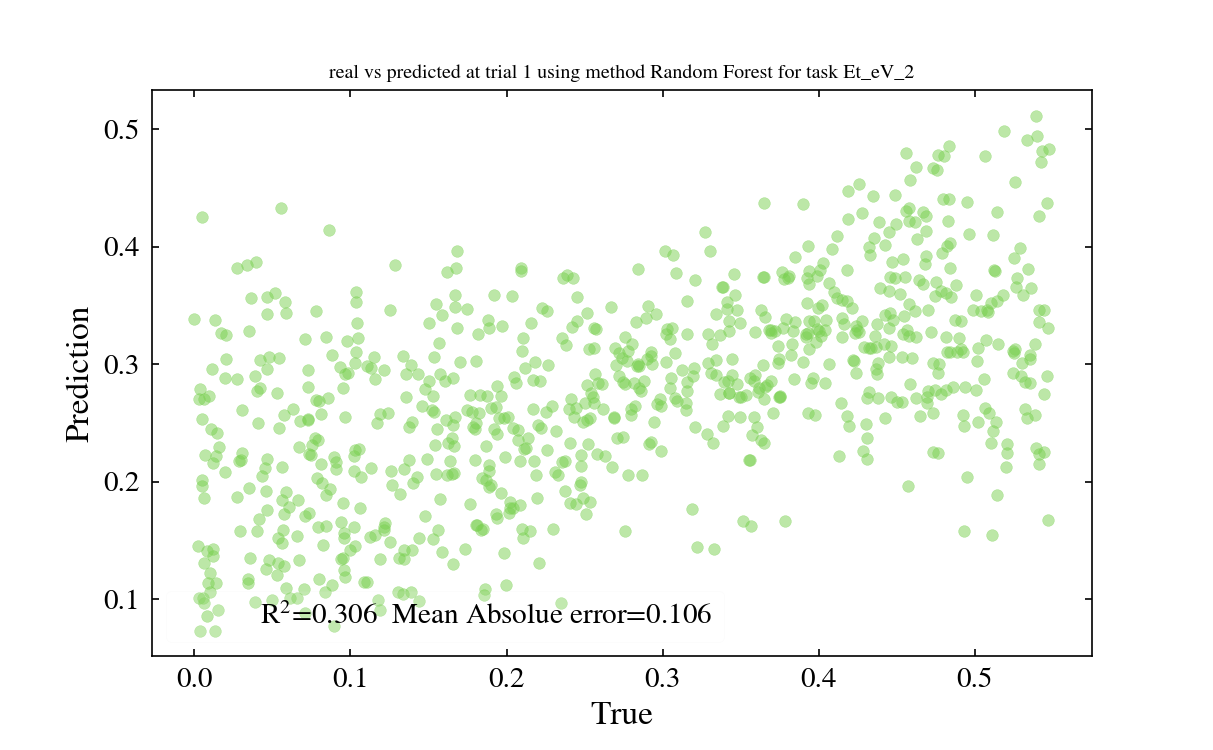 real vs predicted at trial 1 using method Random Forest for task Et_eV_2
0.5
0.4
0.3
0.2
0.1
Prediction
R²=0.306 Mean Absolue error=0.106
0.0 0.1 0.2 0.3 0.4 0.5
True